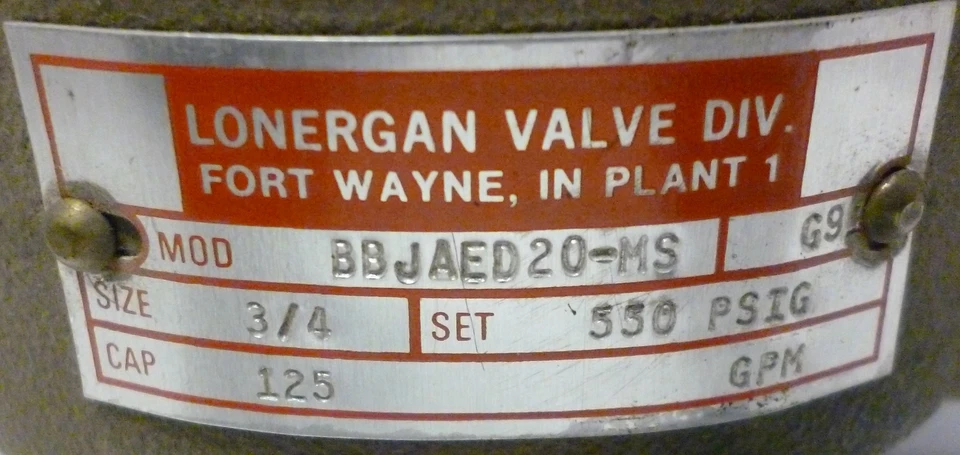 LONERGAN VALVE DIV.
FORT WAYNE, IN PLANT 1
MOD BBJAED20-MS
SIZE 3/4 SET 550 PSIG
CAP 125 GPM